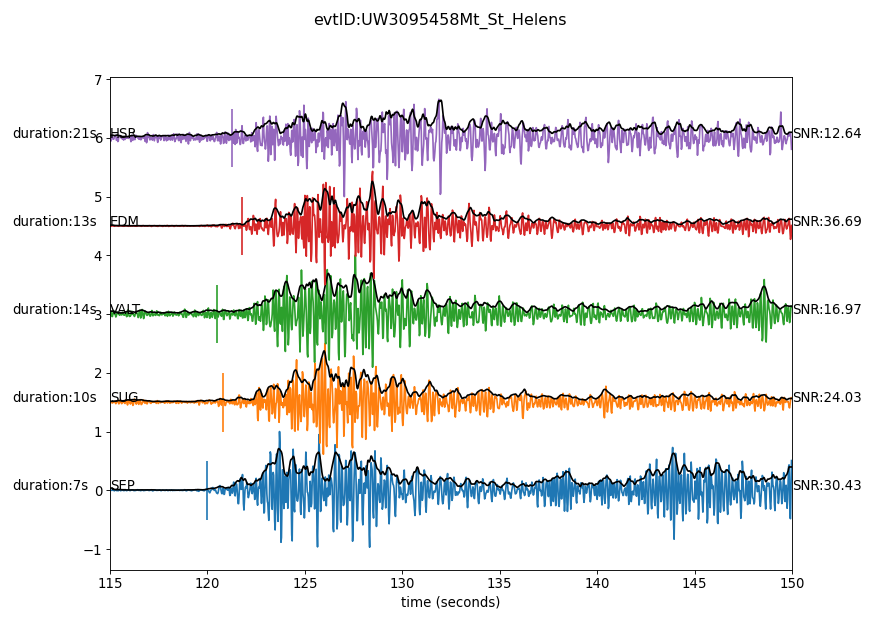 evtID:UW3095458Mt_St_Helens
7
duration:21s HSR SNR:12.64
6
5
duration:13s EDM SNR:36.69
4
duration:14s VALT SNR:16.97
3
2
duration:10s SUG SNR:24.03
1
duration:7s SEP SNR:30.43
0
−1
115 120 125 130 135 140 145 150
time (seconds)